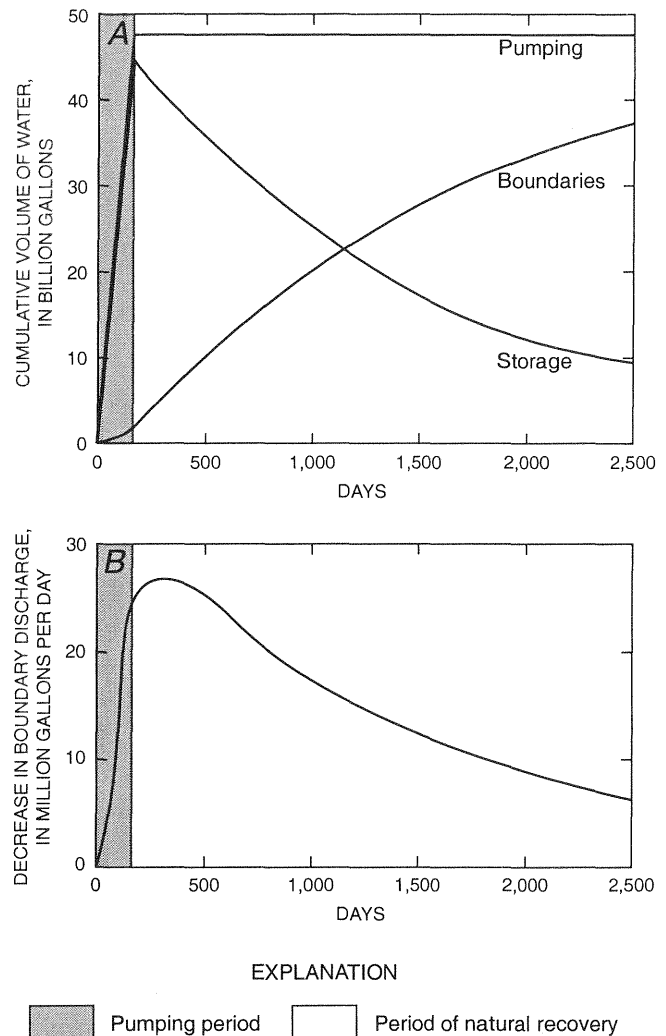 A
CUMULATIVE VOLUME OF WATER,
IN BILLION GALLONS
50
40
30
20
10
0
Pumping
Boundaries
Storage
0 500 1,000 1,500 2,000 2,500
DAYS
B
DECREASE IN BOUNDARY DISCHARGE,
IN MILLION GALLONS PER DAY
30
20
10
0
0 500 1,000 1,500 2,000 2,500
DAYS
EXPLANATION
Pumping period Period of natural recovery